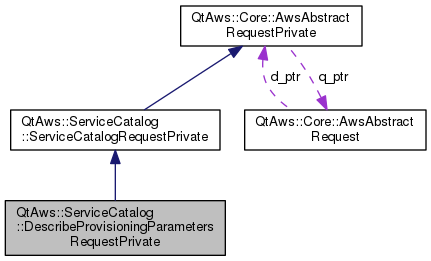 QtAws::Core::AwsAbstract
RequestPrivate
d_ptr
q_ptr
QtAws::ServiceCatalog
::ServiceCatalogRequestPrivate
QtAws::Core::AwsAbstract
Request
QtAws::ServiceCatalog
::DescribeProvisioningParameters
RequestPrivate